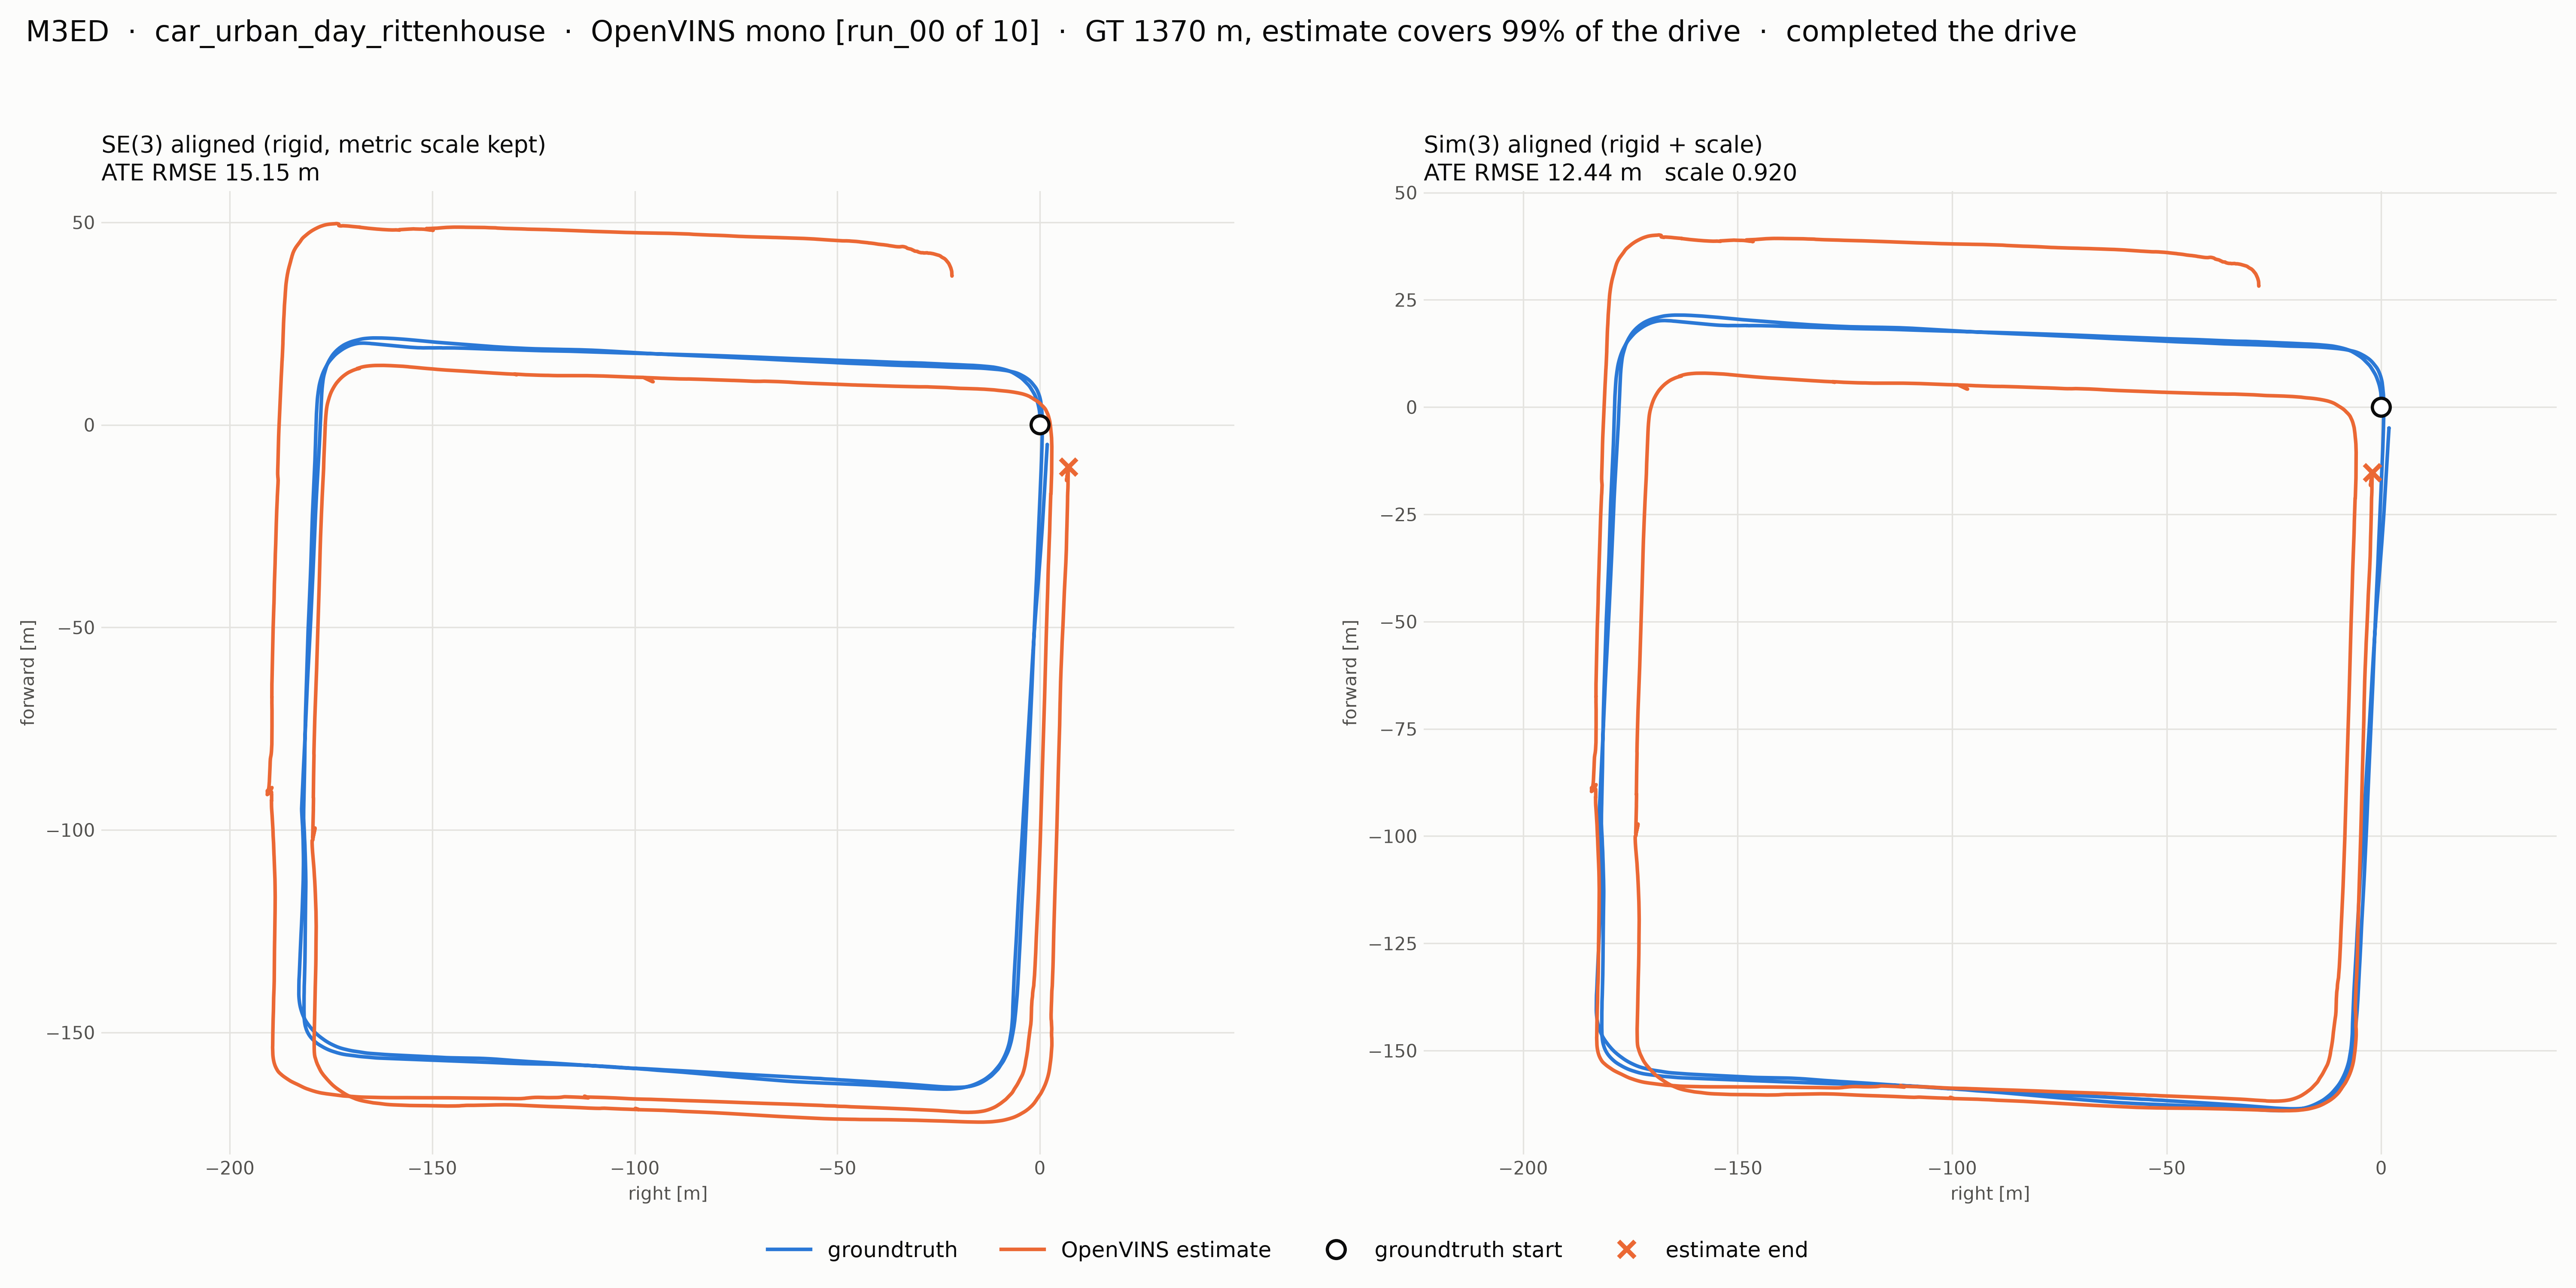 M3ED · car_urban_day_rittenhouse · OpenVINS mono [run_00 of 10] · GT 1370 m, estimate covers 99% of the drive · completed the drive
SE(3) aligned (rigid, metric scale kept)
ATE RMSE 15.15 m
50
0
−50
−100
−150
forward [m]
−200
−150
−100
−50
0
right [m]
Sim(3) aligned (rigid + scale)
ATE RMSE 12.44 m scale 0.920
50
25
0
−25
−50
−75
−100
−125
−150
forward [m]
−200
−150
−100
−50
0
right [m]
groundtruth
OpenVINS estimate
groundtruth start
estimate end